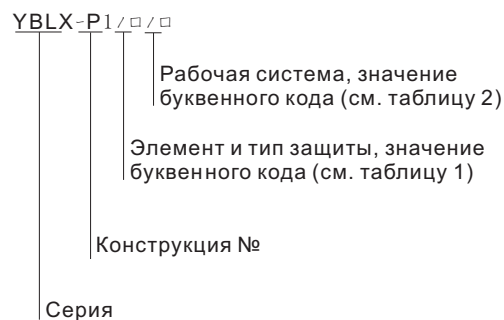 YBLX-P1/□/□
Рабочая система, значение
буквенного кода (см. таблицу 2)
Элемент и тип защиты, значение
буквенного кода (см. таблицу 1)
Конструкция №
Серия